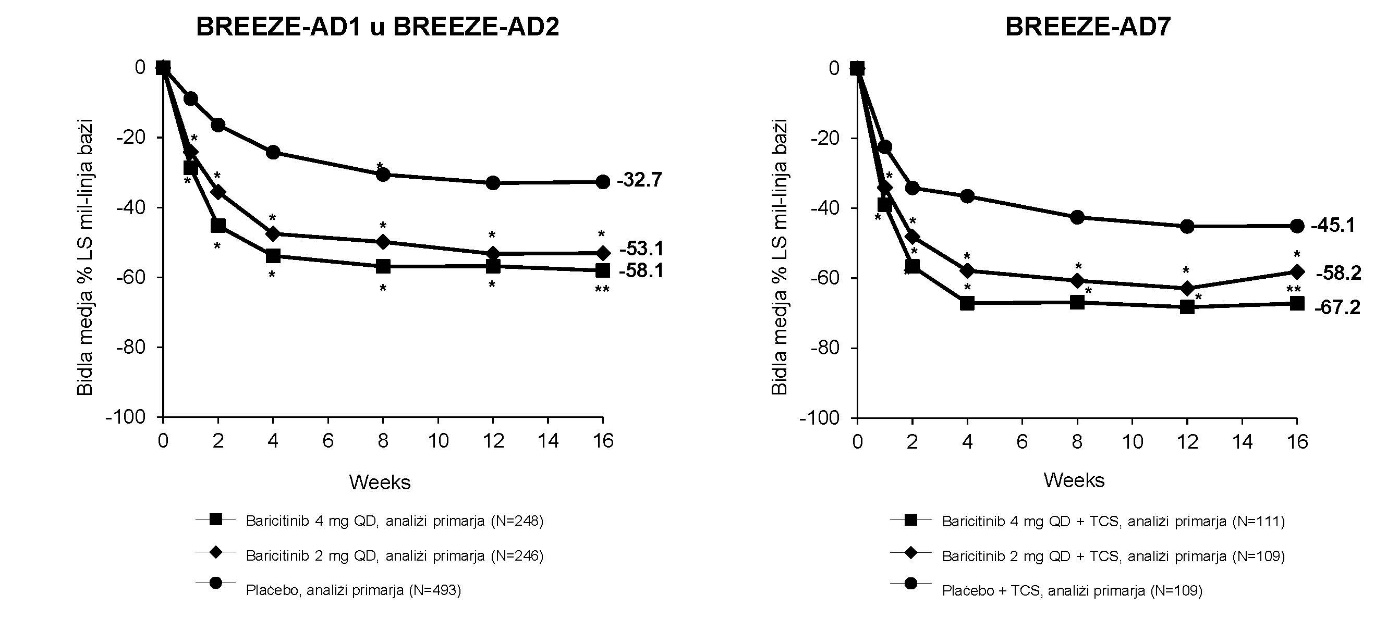 BREEZE-AD1 u BREEZE-AD2
Bidla medja % LS mil-linja bażi
0
-20
-40
-60
-80
-100
* * * * * * * * * * * **
*
-32.7
-53.1
-58.1
0 2 4 6 8 10 12 14 16
Weeks
Baricitinib 4 mg QD, analiżi primarja (N=248)
Baricitinib 2 mg QD, analiżi primarja (N=246)
Plaċebo, analiżi primarja (N=493)
BREEZE-AD7
Bidla medja % LS mil-linja bażi
0
-20
-40
-60
-80
-100
* * * * * * * * * * * **
-45.1
-58.2
-67.2
0 2 4 6 8 10 12 14 16
Weeks
Baricitinib 4 mg QD + TCS, analiżi primarja (N=111)
Baricitinib 2 mg QD + TCS, analiżi primarja (N=109)
Plaċebo + TCS, analiżi primarja (N=109)